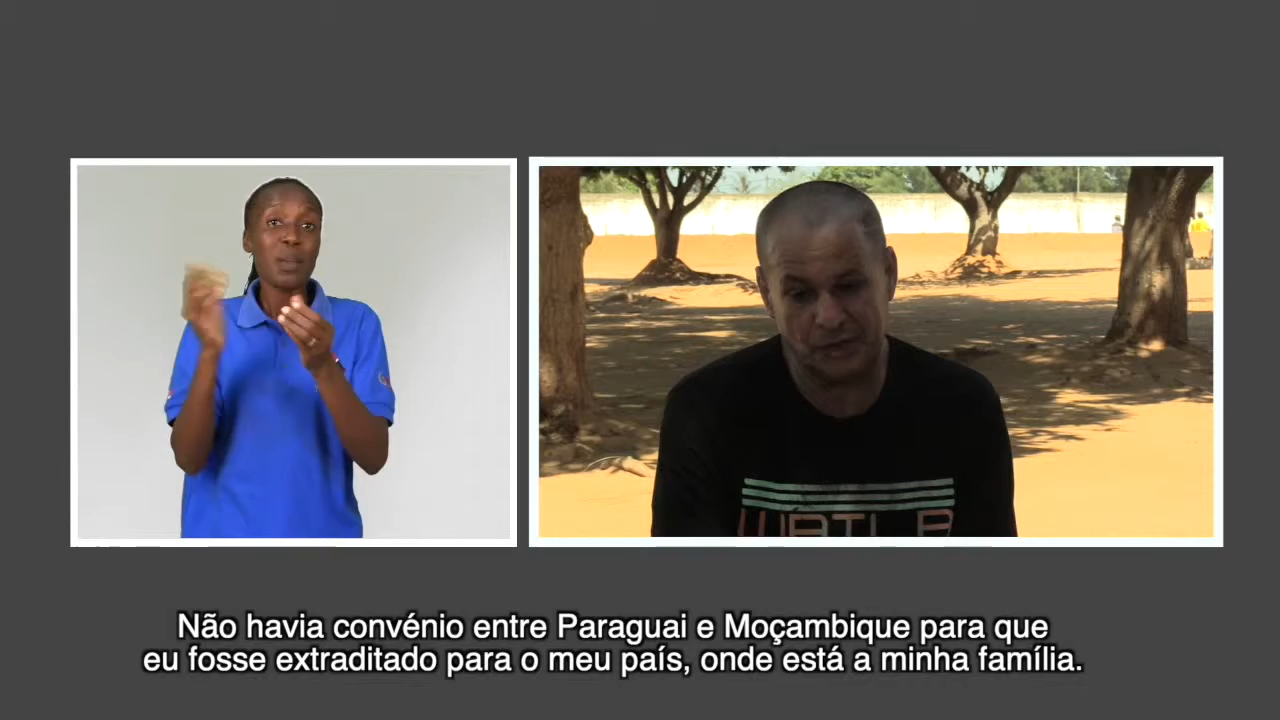 Não havia convénio entre Paraguai e Moçambique para que
eu fosse extraditado para o meu país, onde está a minha família.